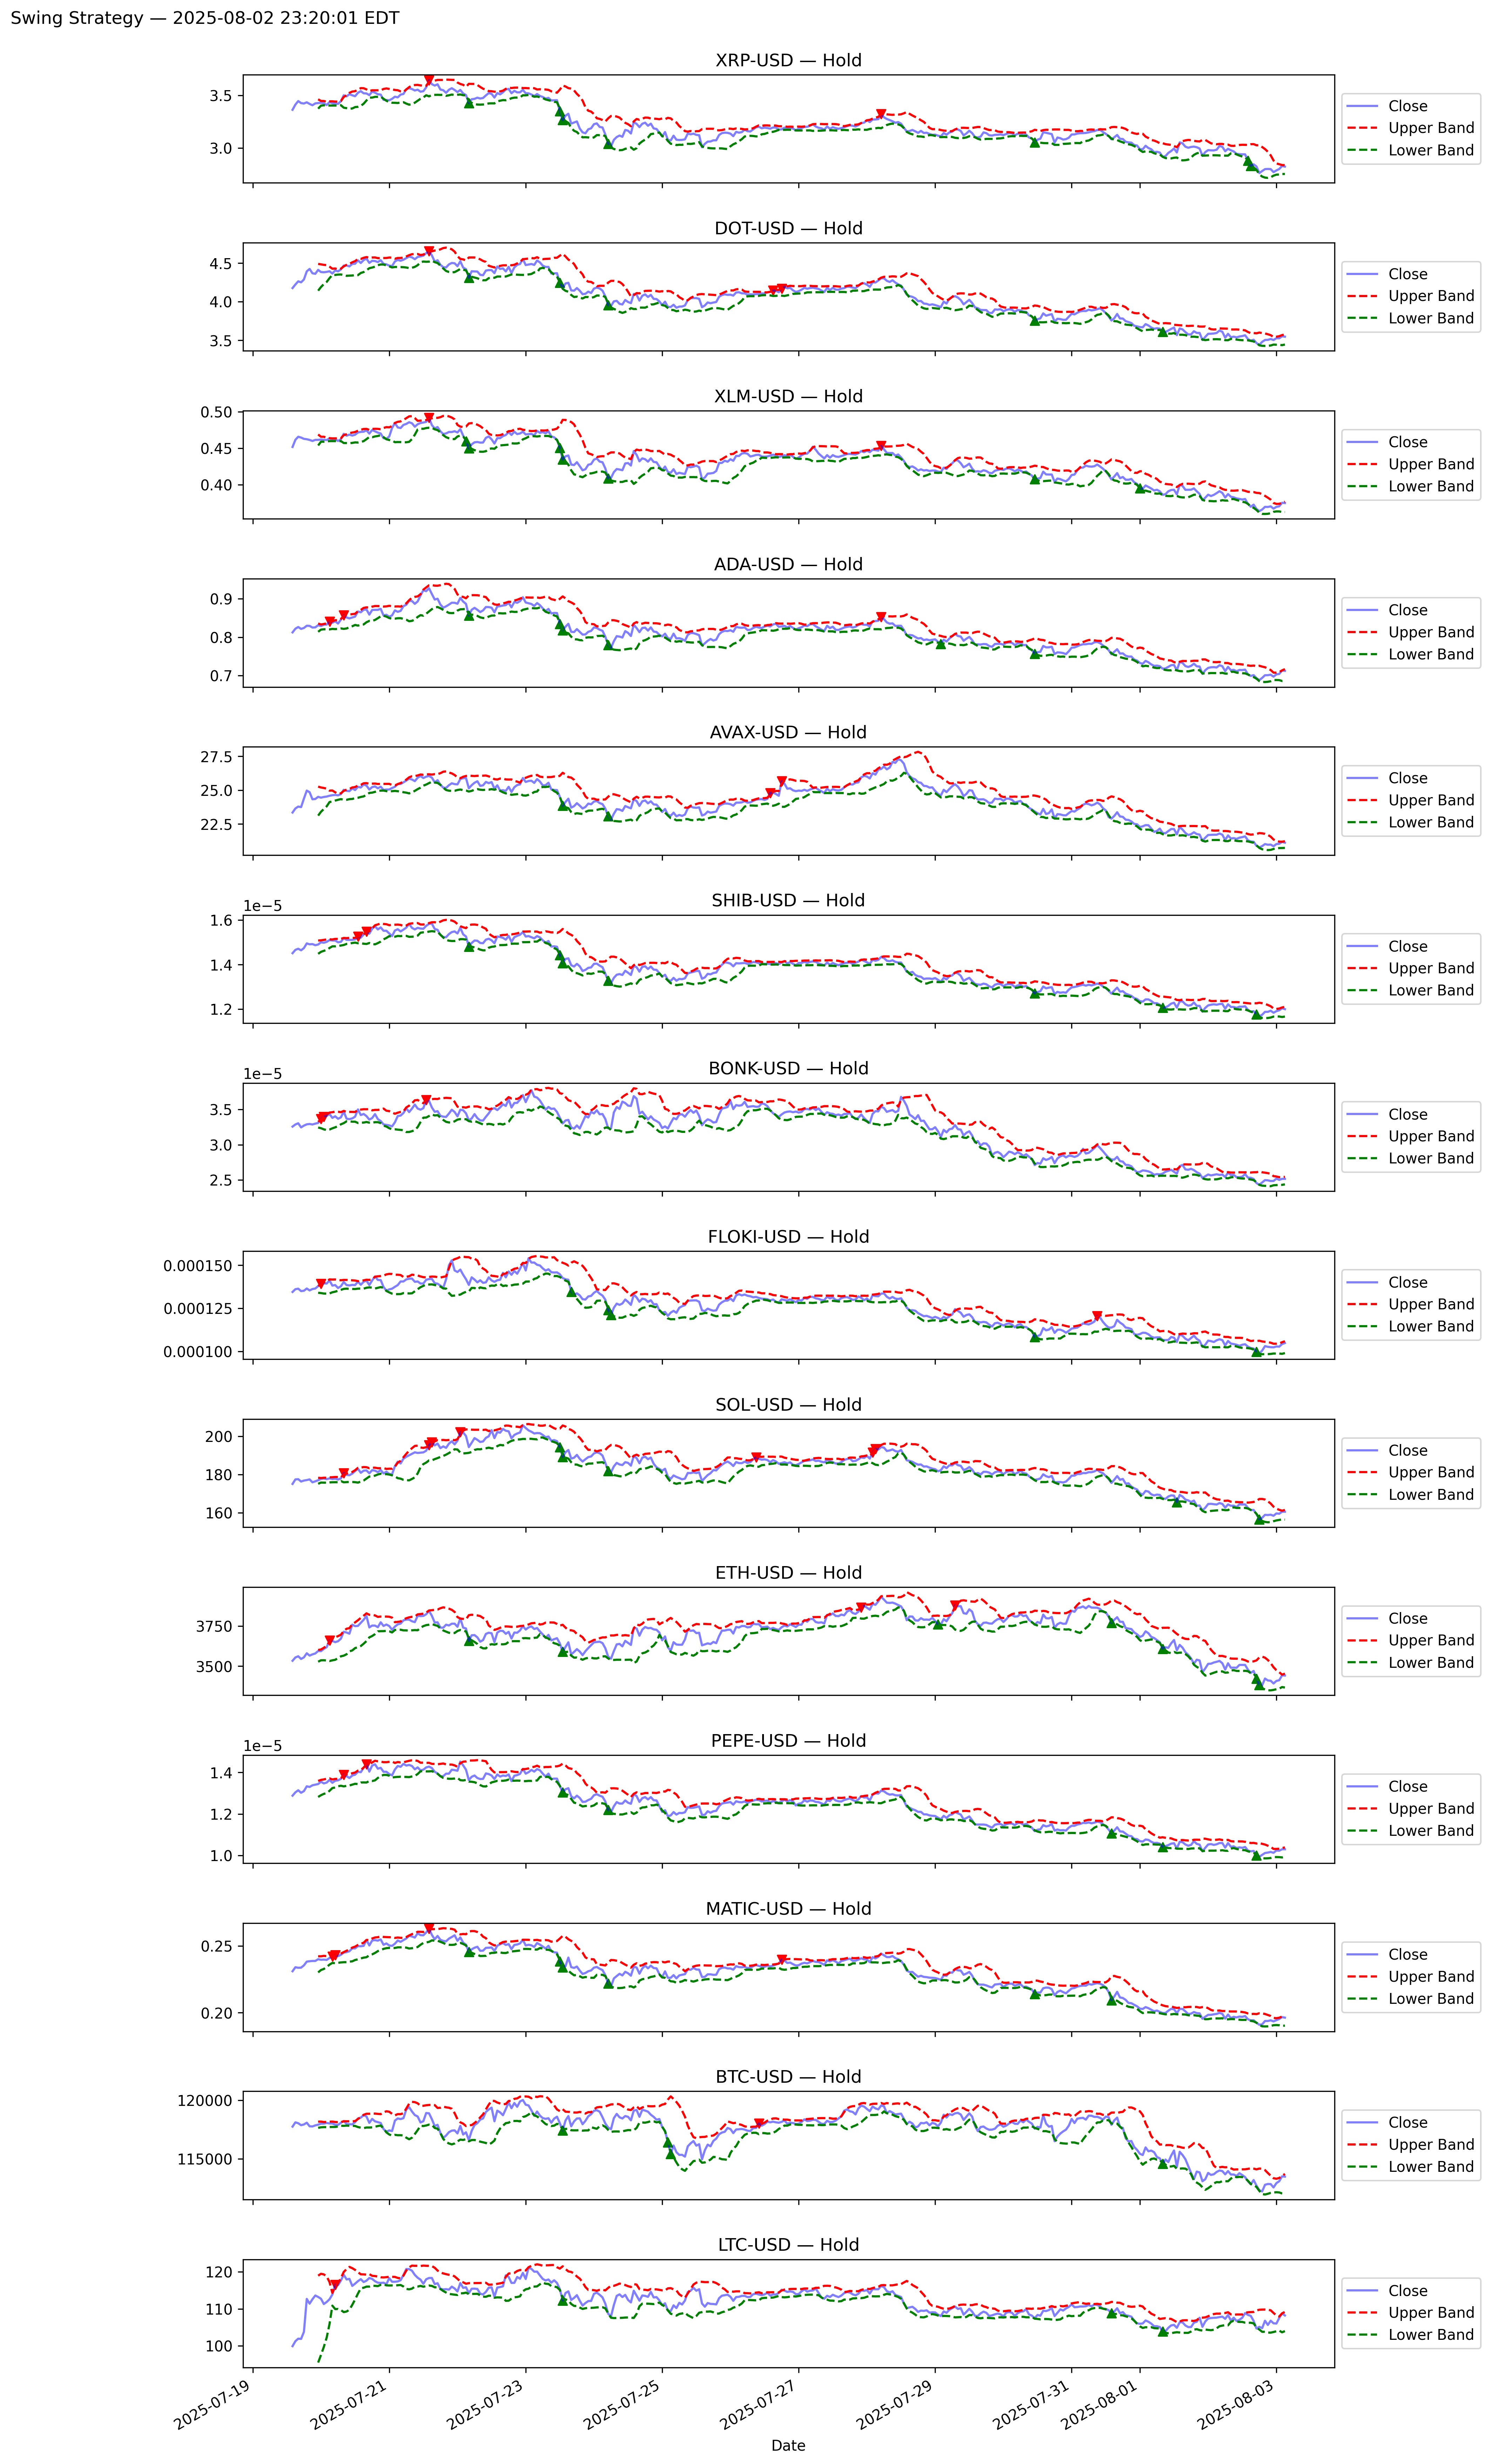 Swing Strategy — 2025-08-02 23:20:01 EDT
XRP-USD — Hold
3.5
3.0
Close
Upper Band
Lower Band
DOT-USD — Hold
4.5
4.0
3.5
Close
Upper Band
Lower Band
XLM-USD — Hold
0.50
0.45
0.40
Close
Upper Band
Lower Band
ADA-USD — Hold
0.9
0.8
0.7
Close
Upper Band
Lower Band
AVAX-USD — Hold
27.5
25.0
22.5
Close
Upper Band
Lower Band
SHIB-USD — Hold
1e−5
1.6
1.4
1.2
Close
Upper Band
Lower Band
BONK-USD — Hold
1e−5
3.5
3.0
2.5
Close
Upper Band
Lower Band
FLOKI-USD — Hold
0.000150
0.000125
0.000100
Close
Upper Band
Lower Band
SOL-USD — Hold
200
180
160
Close
Upper Band
Lower Band
ETH-USD — Hold
3750
3500
Close
Upper Band
Lower Band
PEPE-USD — Hold
1e−5
1.4
1.2
1.0
Close
Upper Band
Lower Band
MATIC-USD — Hold
0.25
0.20
Close
Upper Band
Lower Band
BTC-USD — Hold
120000
115000
Close
Upper Band
Lower Band
LTC-USD — Hold
120
110
100
Close
Upper Band
Lower Band
2025-07-19
2025-07-21
2025-07-23
2025-07-25
2025-07-27
2025-07-29
2025-07-31
2025-08-01
2025-08-03
Date